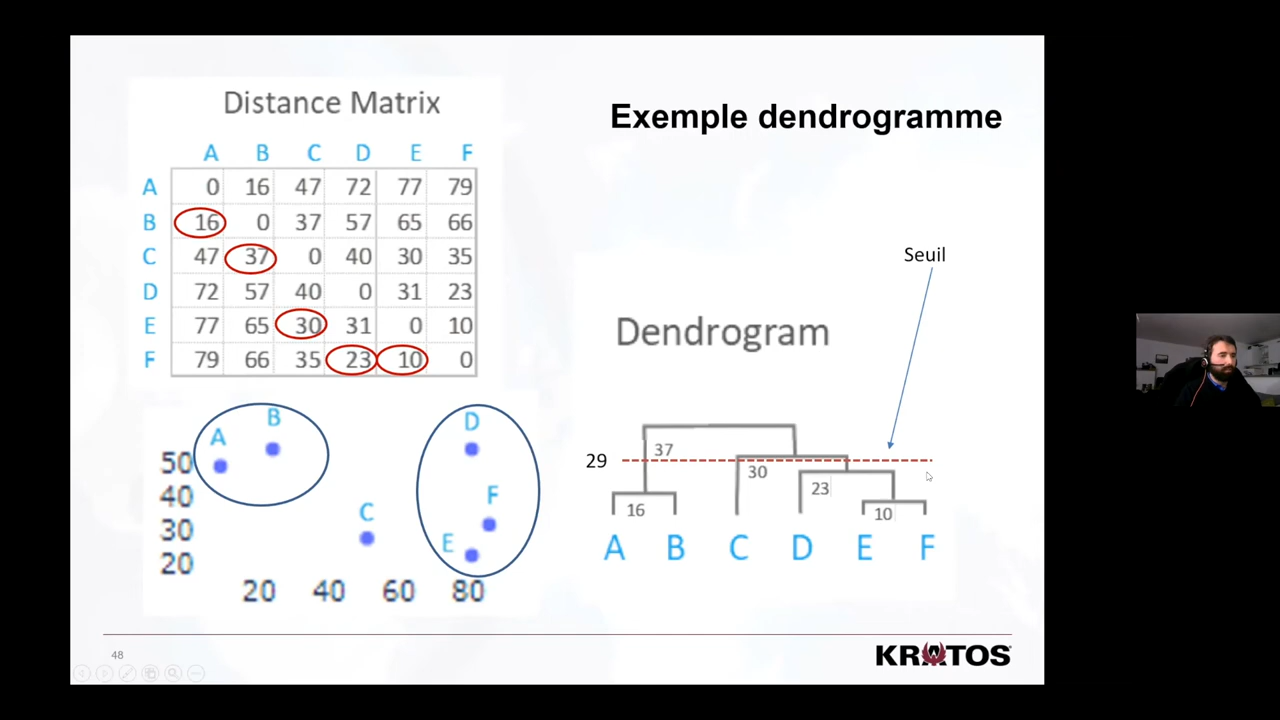 Distance Matrix
A B C D E F
A 0 16 47 72 77 79
B 16 0 37 57 65 66
C 47 37 0 40 30 35
D 72 57 40 0 31 23
E 77 65 30 31 0 10
F 79 66 35 23 10 0
Exemple dendrogramme
Seuil
Dendrogram
29
37
30
23
16
10
A B C D E F
A
B
D
F
C
E
50
40
30
20
20 40 60 80
48
KRATOS